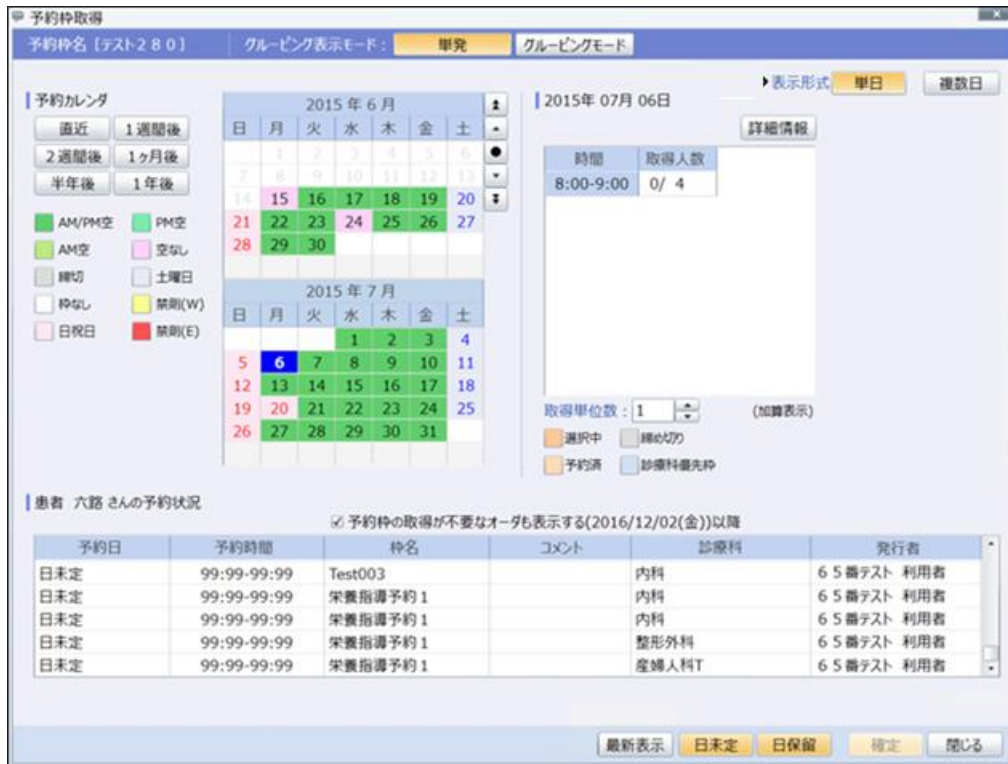 予約枠取得
予約枠名 [テスト280] グルーピング表示モード： 単発 グルーピングモード
表示形式 単日 複数日
予約カレンダ
直近 1週間後
2週間後 1ヶ月後
半年後 1年後
AM/PM空 PM空
AM空 空なし
締切 土曜日
枠なし 禁則(W)
日祝日 禁則(E)
2015 年 6 月
日 月 火 水 木 金 土
1 2 3 4 5 6
7 8 9 10 11 12 13
14 15 16 17 18 19 20
21 22 23 24 25 26 27
28 29 30
2015 年 7 月
日 月 火 水 木 金 土
1 2 3 4
5 6 7 8 9 10 11
12 13 14 15 16 17 18
19 20 21 22 23 24 25
26 27 28 29 30 31
2015年 07月 06日
詳細情報
時間 取得人数
8:00-9:00 0/ 4
取得単位数：1 (加算表示)
選択中 締め切り
予約済 診療科優先枠
患者 六路 さんの予約状況
予約枠の取得が不要なオーダも表示する(2016/12/02(金))以降
予約日 予約時間 枠名 コメント 診療科 発行者
日未定 99:99-99:99 Test003 内科 65番テスト 利用者
日未定 99:99-99:99 栄養指導予約1 内科 65番テスト 利用者
日未定 99:99-99:99 栄養指導予約1 内科 65番テスト 利用者
日未定 99:99-99:99 栄養指導予約1 整形外科 65番テスト 利用者
日未定 99:99-99:99 栄養指導予約1 産婦人科T 65番テスト 利用者
最新表示 日未定 日保留 確定 閉じる